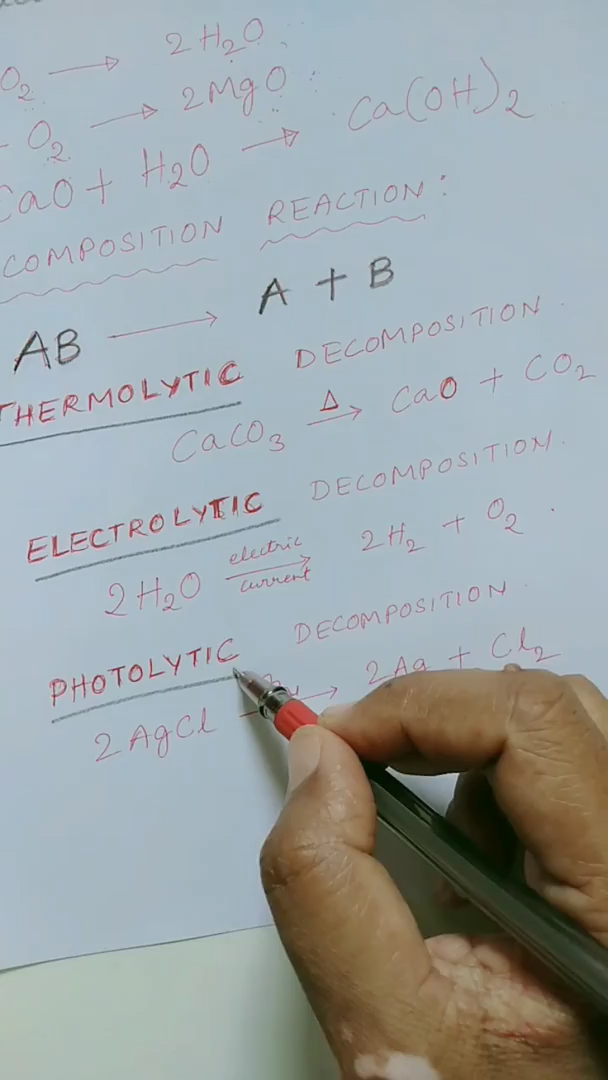 O₂ → 2H₂O
- O₂ → 2MgO
CaO + H₂O → Ca(OH)₂
COMPOSITION REACTION:
AB → A + B
THERMOLYTIC DECOMPOSITION
CaCO₃ Δ→ CaO + CO₂
ELECTROLYTIC DECOMPOSITION.
2H₂O electric current → 2H₂ + O₂.
PHOTOLYTIC DECOMPOSITION
2AgCl → 2Ag + Cl₂